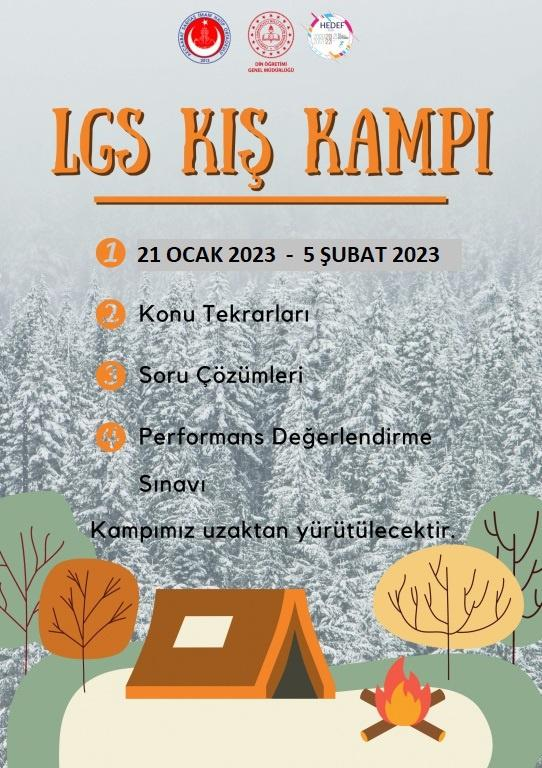 2013
DİN ÖĞRETİMİ
GENEL MÜDÜRLÜĞÜ
HEDEF
LGS KIŞ KAMPI
1 21 OCAK 2023 - 5 ŞUBAT 2023
2 Konu Tekrarları
3 Soru Çözümleri
4 Performans Değerlendirme
Sınavı
Kampımız uzaktan yürütülecektir.